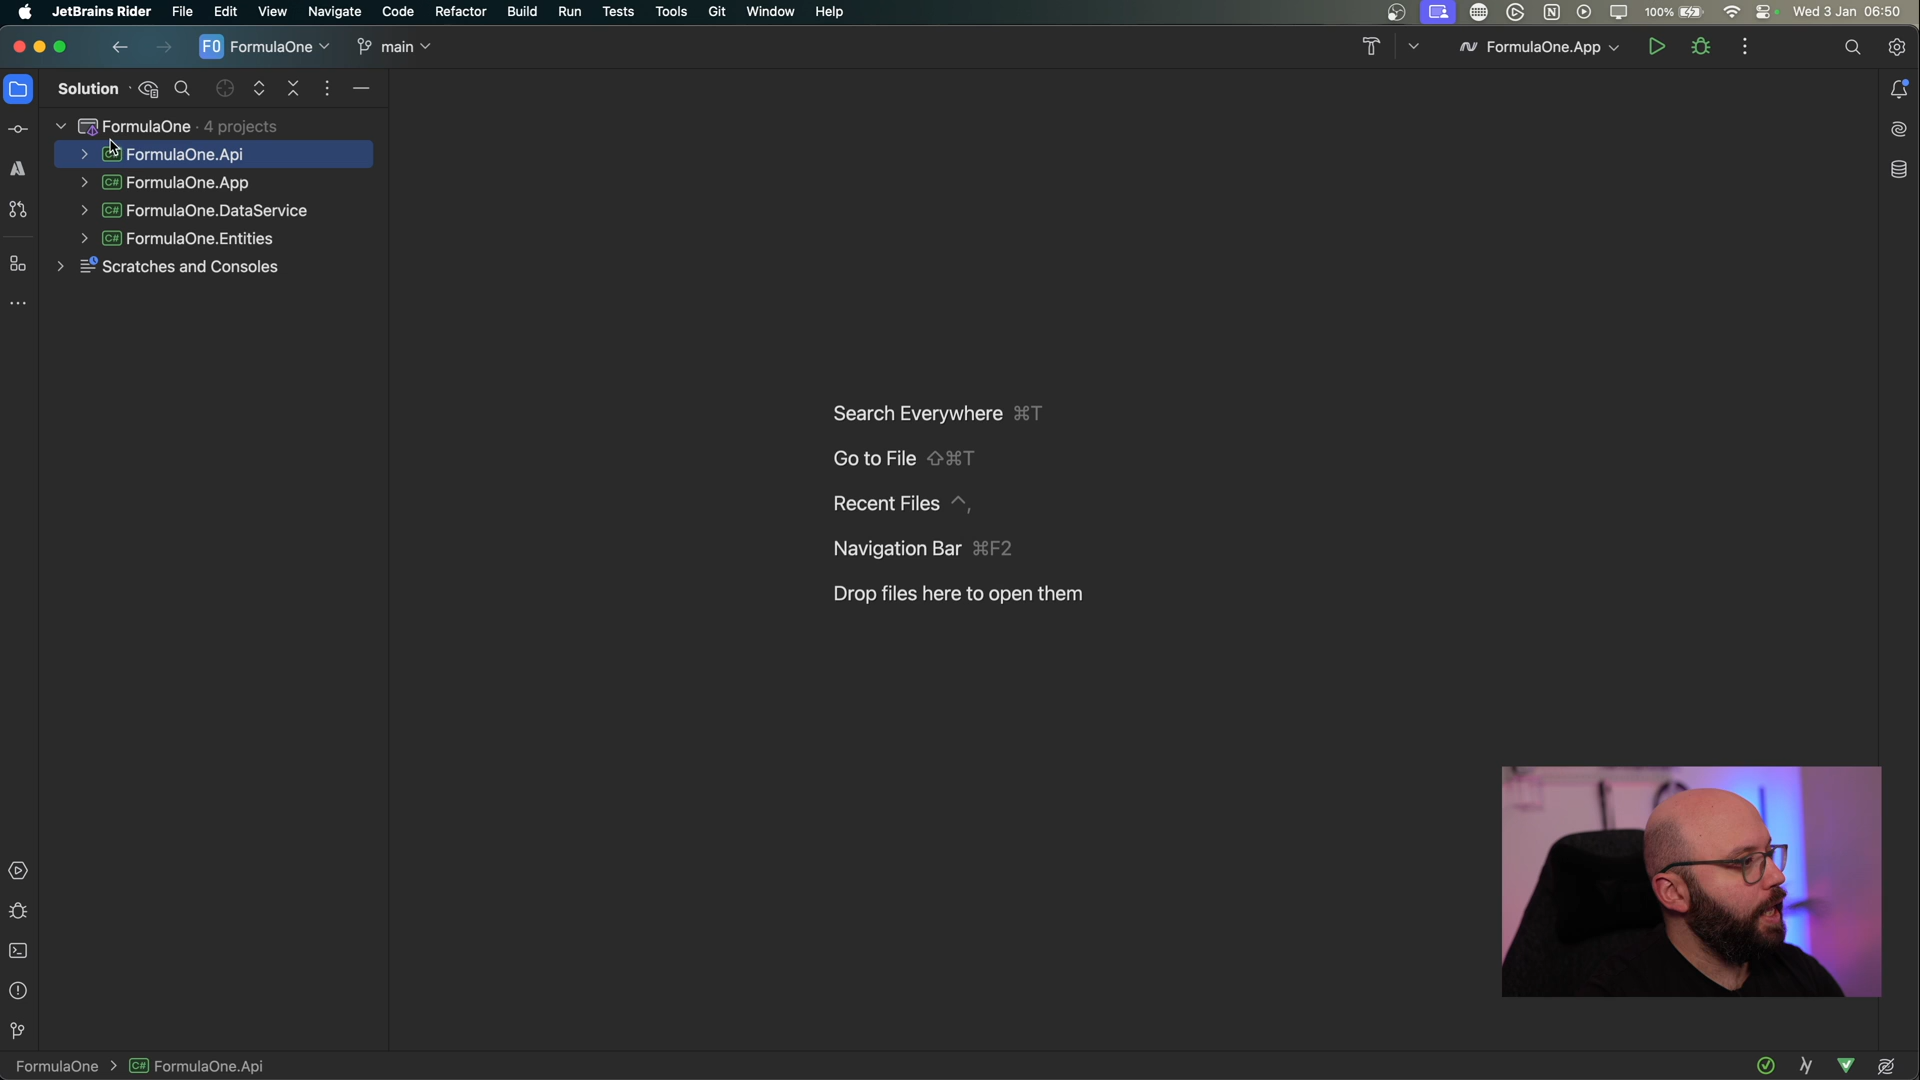 JetBrains Rider File Edit View Navigate Code Refactor Build Run Tests Tools Git Window Help 100% Wed 3 Jan 06:50
FO FormulaOne main FormulaOne.App
Solution
FormulaOne · 4 projects
C# FormulaOne.Api
C# FormulaOne.App
C# FormulaOne.DataService
C# FormulaOne.Entities
Scratches and Consoles
Search Everywhere ⌘T
Go to File ⇧⌘T
Recent Files ⌃,
Navigation Bar ⌘F2
Drop files here to open them
FormulaOne > C# FormulaOne.Api